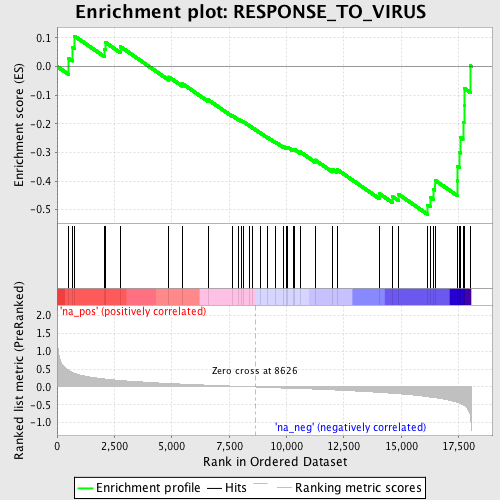 Enrichment plot: RESPONSE_TO_VIRUS
Enrichment score (ES)
0.1
0.0
-0.1
-0.2
-0.3
-0.4
-0.5
'na_pos' (positively correlated)
Ranked list metric (PreRanked)
2.0
1.5
1.0
0.5
0.0
-0.5
-1.0
Zero cross at 8626
'na_neg' (negatively correlated)
0
2,500
5,000
7,500
10,000
12,500
15,000
17,500
Rank in Ordered Dataset
Enrichment profile
Hits
Ranking metric scores